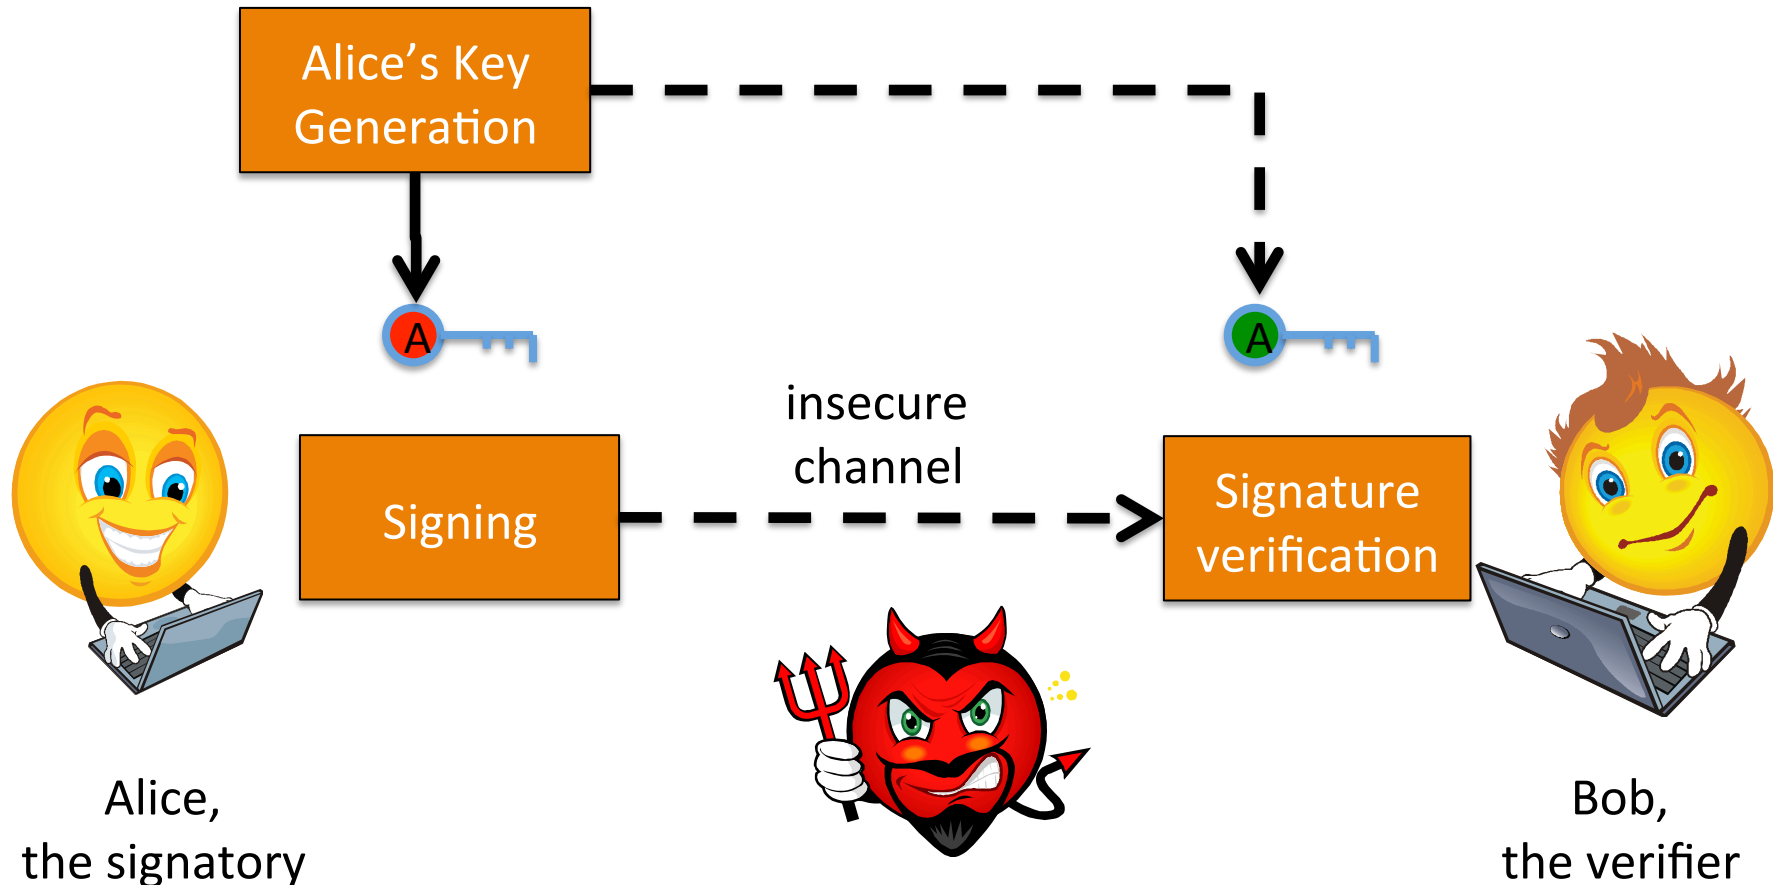 Alice’s Key
Generation
A
A
insecure
channel
Signing
Signature
verification
Alice,
the signatory
Bob,
the verifier